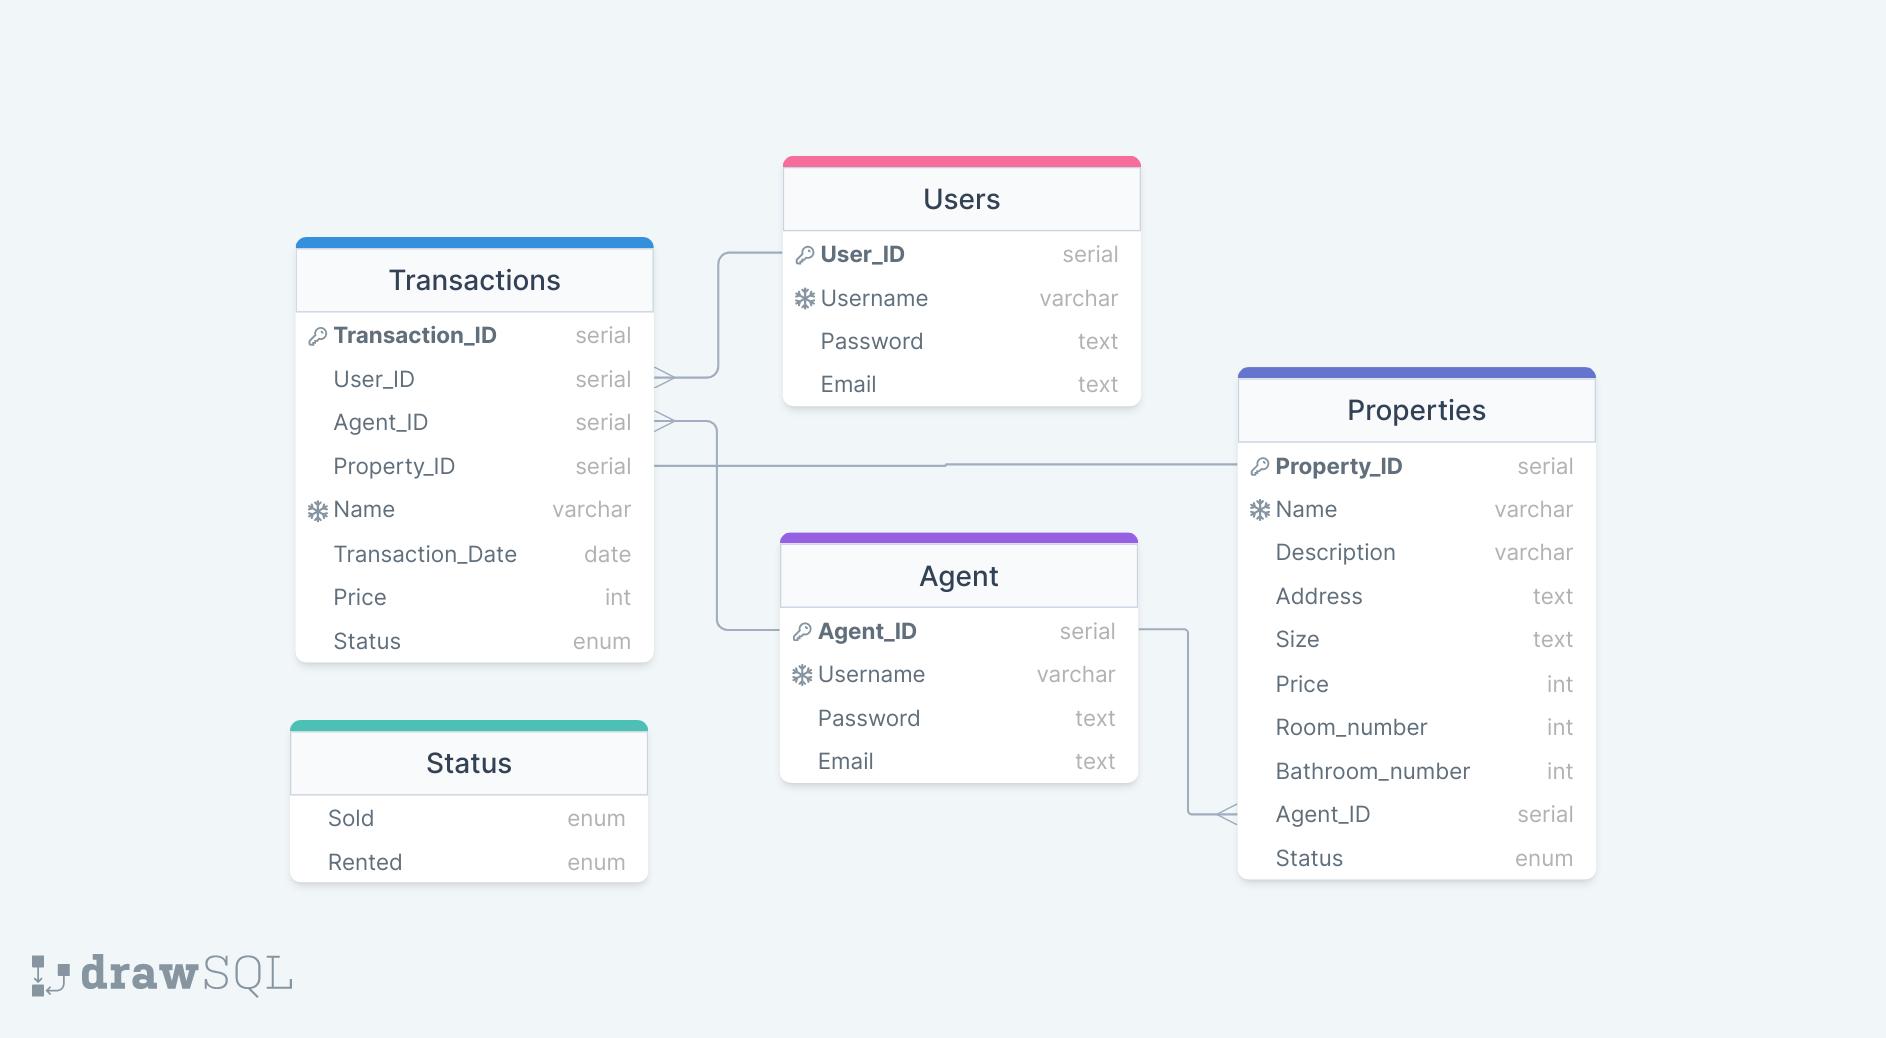 Users
User_ID serial
Username varchar
Password text
Email text
Transactions
Transaction_ID serial
User_ID serial
Agent_ID serial
Property_ID serial
Name varchar
Transaction_Date date
Price int
Status enum
Properties
Property_ID serial
Name varchar
Description varchar
Address text
Size text
Price int
Room_number int
Bathroom_number int
Agent_ID serial
Status enum
Agent
Agent_ID serial
Username varchar
Password text
Email text
Status
Sold enum
Rented enum
drawSQL